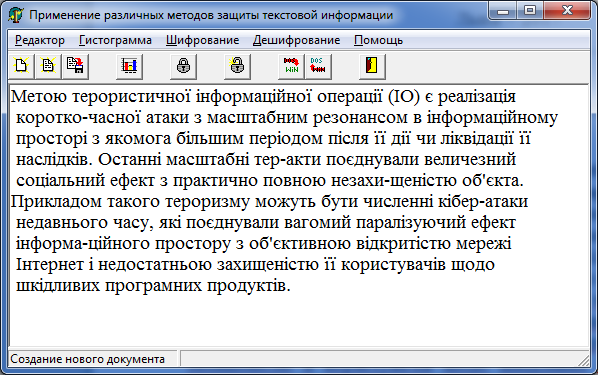 Применение различных методов защиты текстовой информации
Редактор Гистограмма Шифрование Дешифрование Помощь
DOS WIN DOS WIN
Метою терористичної інформаційної операції (ІО) є реалізація
коротко-часної атаки з масштабним резонансом в інформаційному
просторі з якомога більшим періодом після її дії чи ліквідації її
наслідків. Останні масштабні тер-акти поєднували величезний
соціальний ефект з практично повною незахи-щеністю об'єкта.
Прикладом такого тероризму можуть бути численні кібер-атаки
недавнього часу, які поєднували вагомий паралізуючий ефект
інформа-ційного простору з об'єктивною відкритістю мережі
Інтернет і недостатньою захищеністю її користувачів щодо
шкідливих програмних продуктів.
Создание нового документа